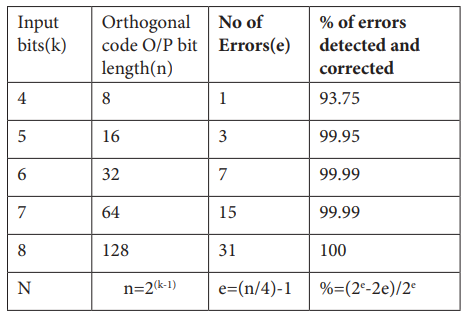 Input Orthogonal No of % of errors
bits(k) code O/P bit Errors(e) detected and
length(n) corrected
4 8 1 93.75
5 16 3 99.95
6 32 7 99.99
7 64 15 99.99
8 128 31 100
N n=2^(k-1) e=(n/4)-1 %=(2^e-2e)/2^e